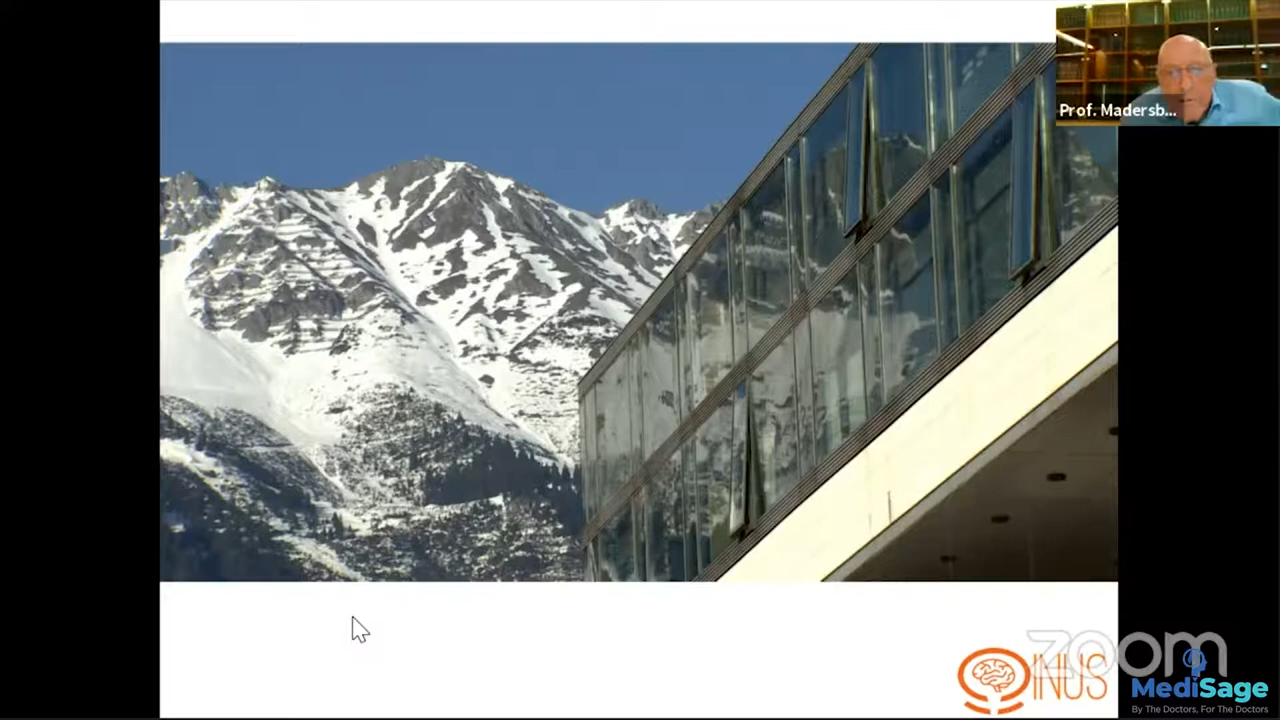 Prof. Madersb...
zoom
INUS
MediSage
By The Doctors, For The Doctors